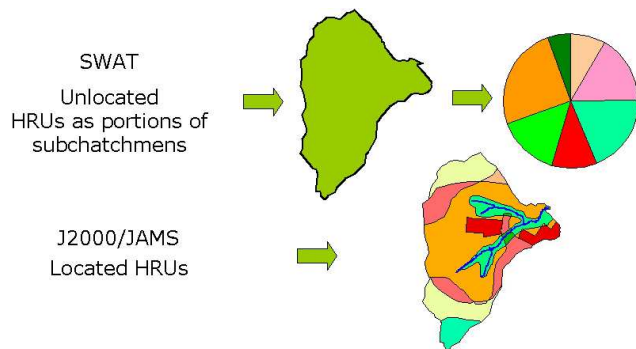 SWAT
Unlocated
HRUs as portions of
subchatchmens
J2000/JAMS
Located HRUs